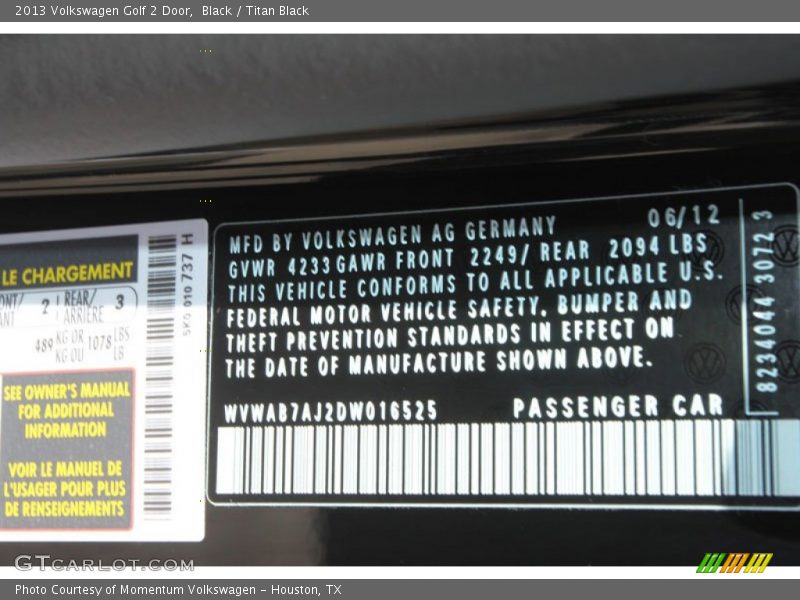 2013 Volkswagen Golf 2 Door, Black / Titan Black
LE CHARGEMENT
2 REAR/ ARRIÈRE 3
489 KG OR 1078 LBS
KG OU LB
SEE OWNER'S MANUAL
FOR ADDITIONAL
INFORMATION
VOIR LE MANUEL DE
L'USAGER POUR PLUS
DE RENSEIGNEMENTS
5K0 010 737 H
MFD BY VOLKSWAGEN AG GERMANY 06/12
GVWR 4233 GAWR FRONT 2249/ REAR 2094 LBS
THIS VEHICLE CONFORMS TO ALL APPLICABLE U.S.
FEDERAL MOTOR VEHICLE SAFETY, BUMPER AND
THEFT PREVENTION STANDARDS IN EFFECT ON
THE DATE OF MANUFACTURE SHOWN ABOVE.
WVWAB7AJ2DW016525 PASSENGER CAR
8234044 3072 3
GTCARLOT.COM
Photo Courtesy of Momentum Volkswagen - Houston, TX